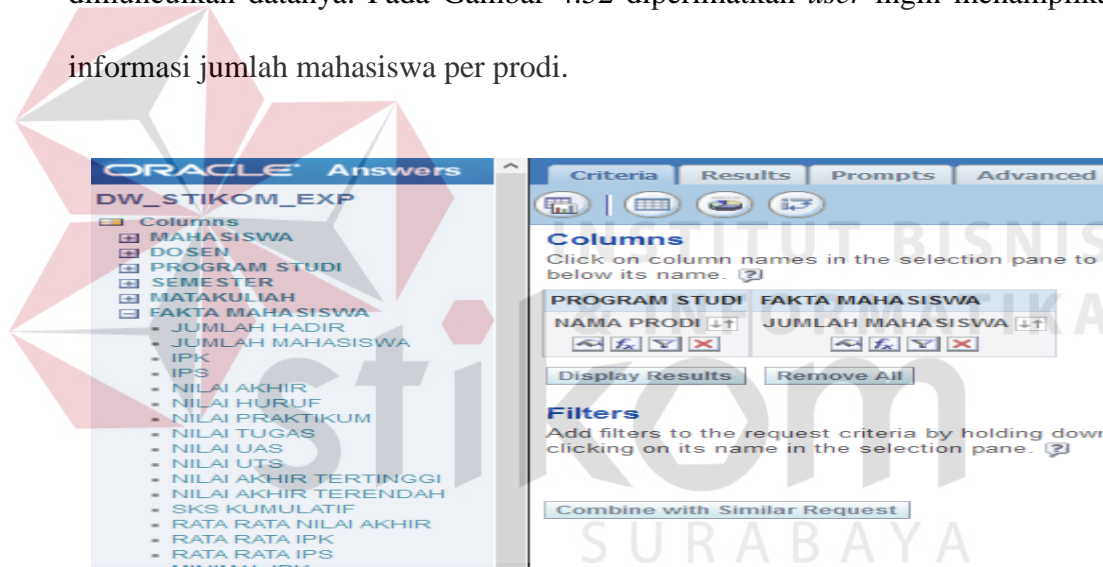 informasi jumlah mahasiswa per prodi.
ORACLE Answers
DW_STIKOM_EXP
Columns
MAHASISWA
DOSEN
PROGRAM STUDI
SEMESTER
MATAKULIAH
FAKTA MAHASISWA
JUMLAH HADIR
JUMLAH MAHASISWA
IPK
IPS
NILAI AKHIR
NILAI HURUF
NILAI PRAKTIKUM
NILAI TUGAS
NILAI UAS
NILAI UTS
NILAI AKHIR TERTINGGI
NILAI AKHIR TERENDAH
SKS KUMULATIF
RATA RATA NILAI AKHIR
RATA RATA IPK
RATA RATA IPS
Criteria Results Prompts Advanced
Columns
Click on column names in the selection pane to
below its name.
PROGRAM STUDI FAKTA MAHASISWA
NAMA PRODI JUMLAH MAHASISWA
Display Results Remove All
Filters
Add filters to the request criteria by holding down
clicking on its name in the selection pane.
Combine with Similar Request
INSTITUT BISNIS
& INFORMATIKA
stikom
SURABAYA